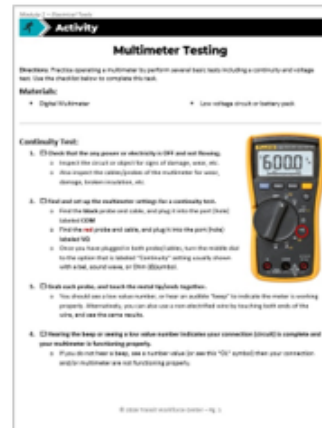 Module 2 – Electrical Tools
Activity
Multimeter Testing
Directions: Practice operating a multimeter by perform several basic tests including a continuity and voltage
test. Use the checklist below to complete this task.
Materials:
• Digital Multimeter
• Low voltage circuit or battery pack
Continuity Test:
1. ☐ Check that the any power or electricity is OFF and not flowing.
o Inspect the circuit or object for signs of damage, wear, etc.
o Also inspect the cables/probes of the multimeter for wear,
damage, broken insulation, etc.
2. ☐ Find and set up the multimeter settings for a continuity test.
o Find the black probe and cable, and plug it into the port (hole)
labeled COM
o Find the red probe and cable, and plug it into the port (hole)
labeled VΩ
o Once you have plugged in both probe/cables, turn the middle dial
to the option that is labeled "Continuity" setting usually shown
with a bell, sound wave, or Ohm (Ω)symbol.
3. ☐ Grab each probe, and touch the metal tip/ends together.
o You should see a low value number, or hear an audible "beep" to indicate the meter is working
properly. Alternatively, you can also use a non electrified wire by touching both ends of the
wire, and see the same results.
4. ☐ Hearing the beep or seeing a low value number indicates your connection (circuit) is complete and
your multimeter is functioning properly.
o If you do not hear a beep, see a number value (or see this "OL" symbol) then your connection
and/or multimeter are not functioning properly.
600.0
Transit Workforce Center – Pg. 1